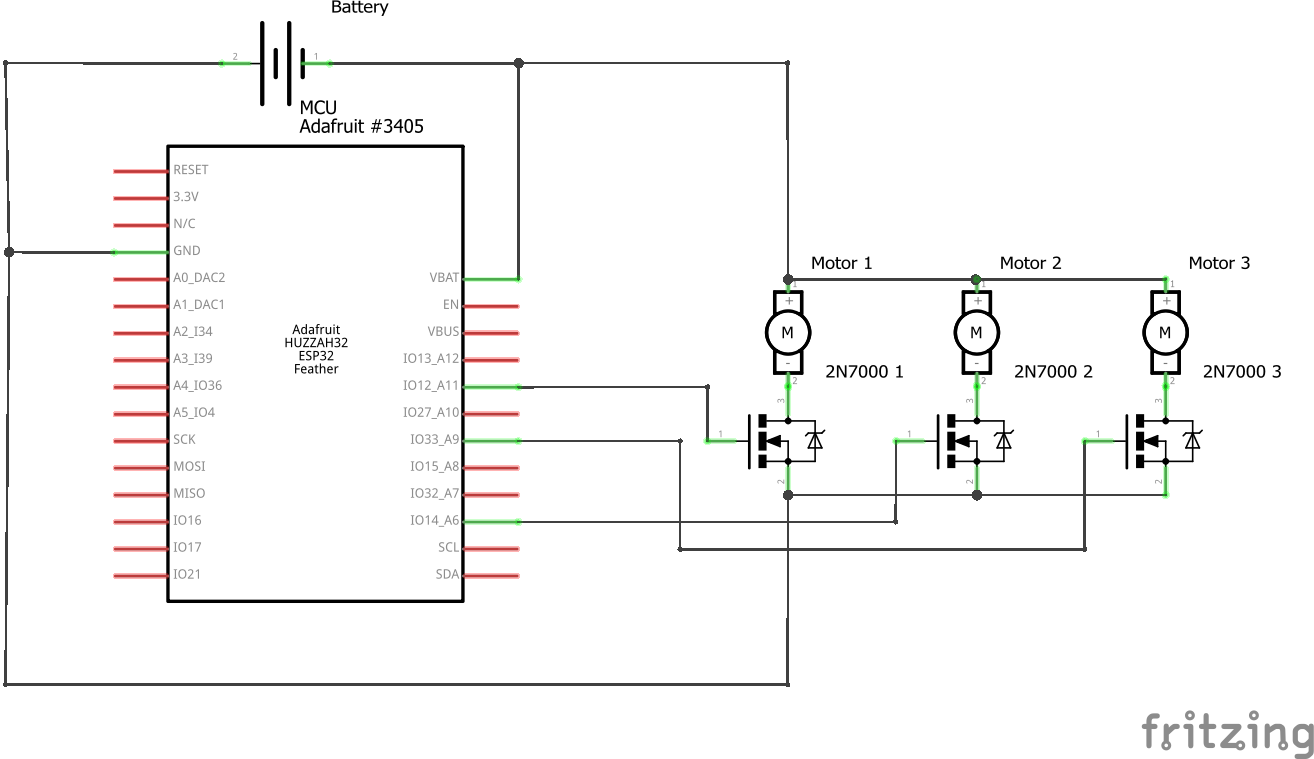 Battery
2
1
MCU
Adafruit #3405
RESET
3.3V
N/C
GND
A0_DAC2
A1_DAC1
A2_I34
A3_I39
A4_IO36
A5_IO4
SCK
MOSI
MISO
IO16
IO17
IO21
Adafruit
HUZZAH32
ESP32
Feather
VBAT
EN
VBUS
IO13_A12
IO12_A11
IO27_A10
IO33_A9
IO15_A8
IO32_A7
IO14_A6
SCL
SDA
Motor 1
1
+
M
-
2
2N7000 1
3
1
2
Motor 2
1
+
M
-
2
2N7000 2
3
1
2
Motor 3
1
+
M
-
2
2N7000 3
3
1
2
fritzing